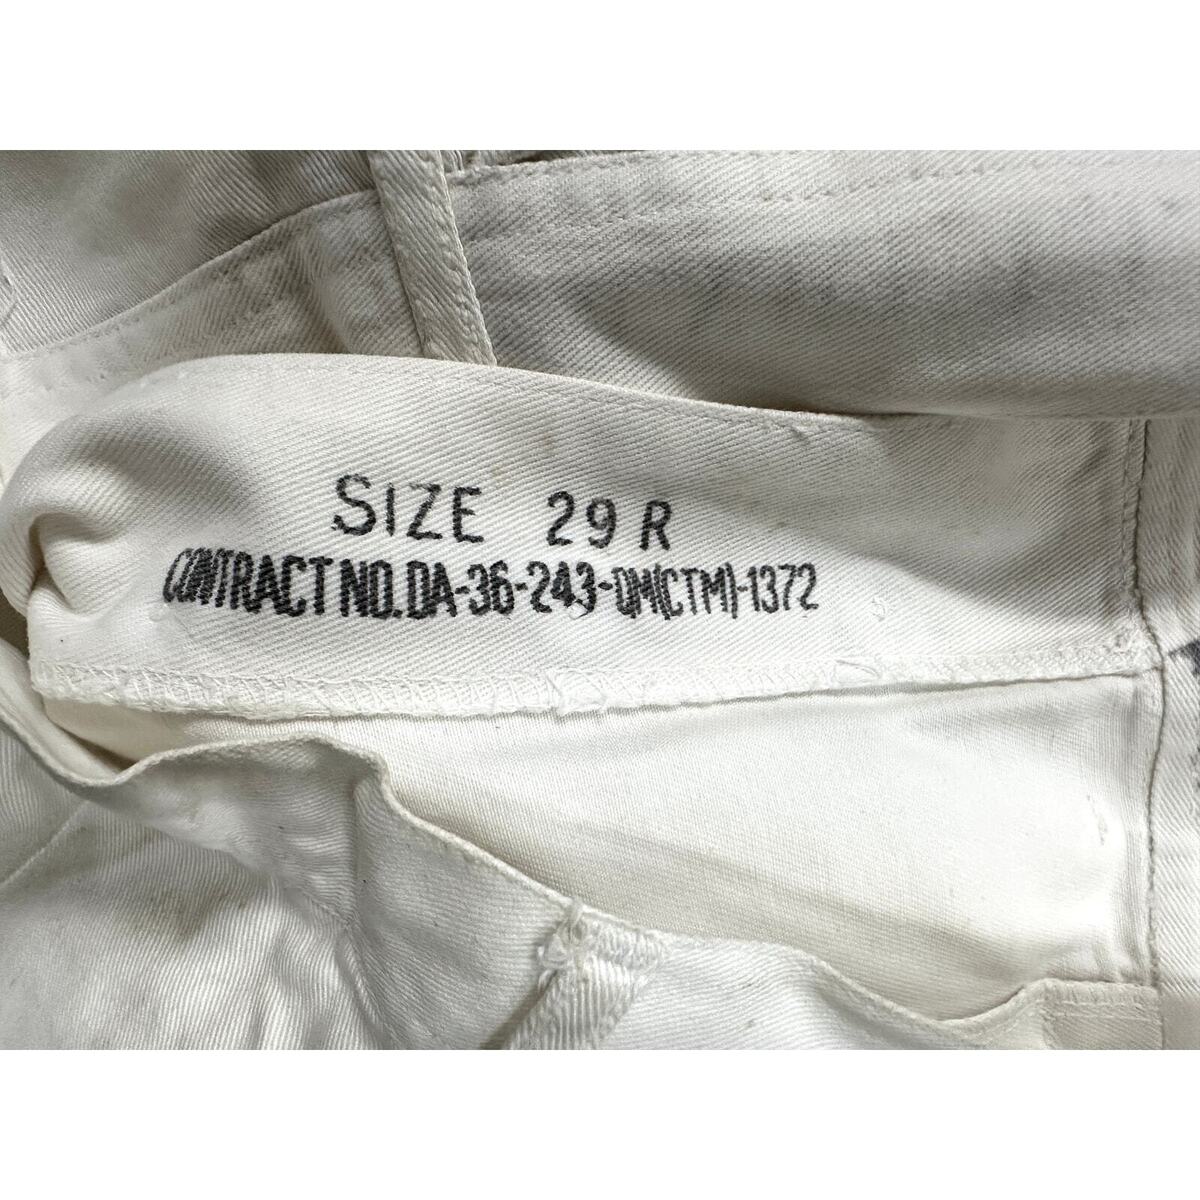 SIZE 29 R
CONTRACT NO. DA-36-243-QM(CTM)-1372